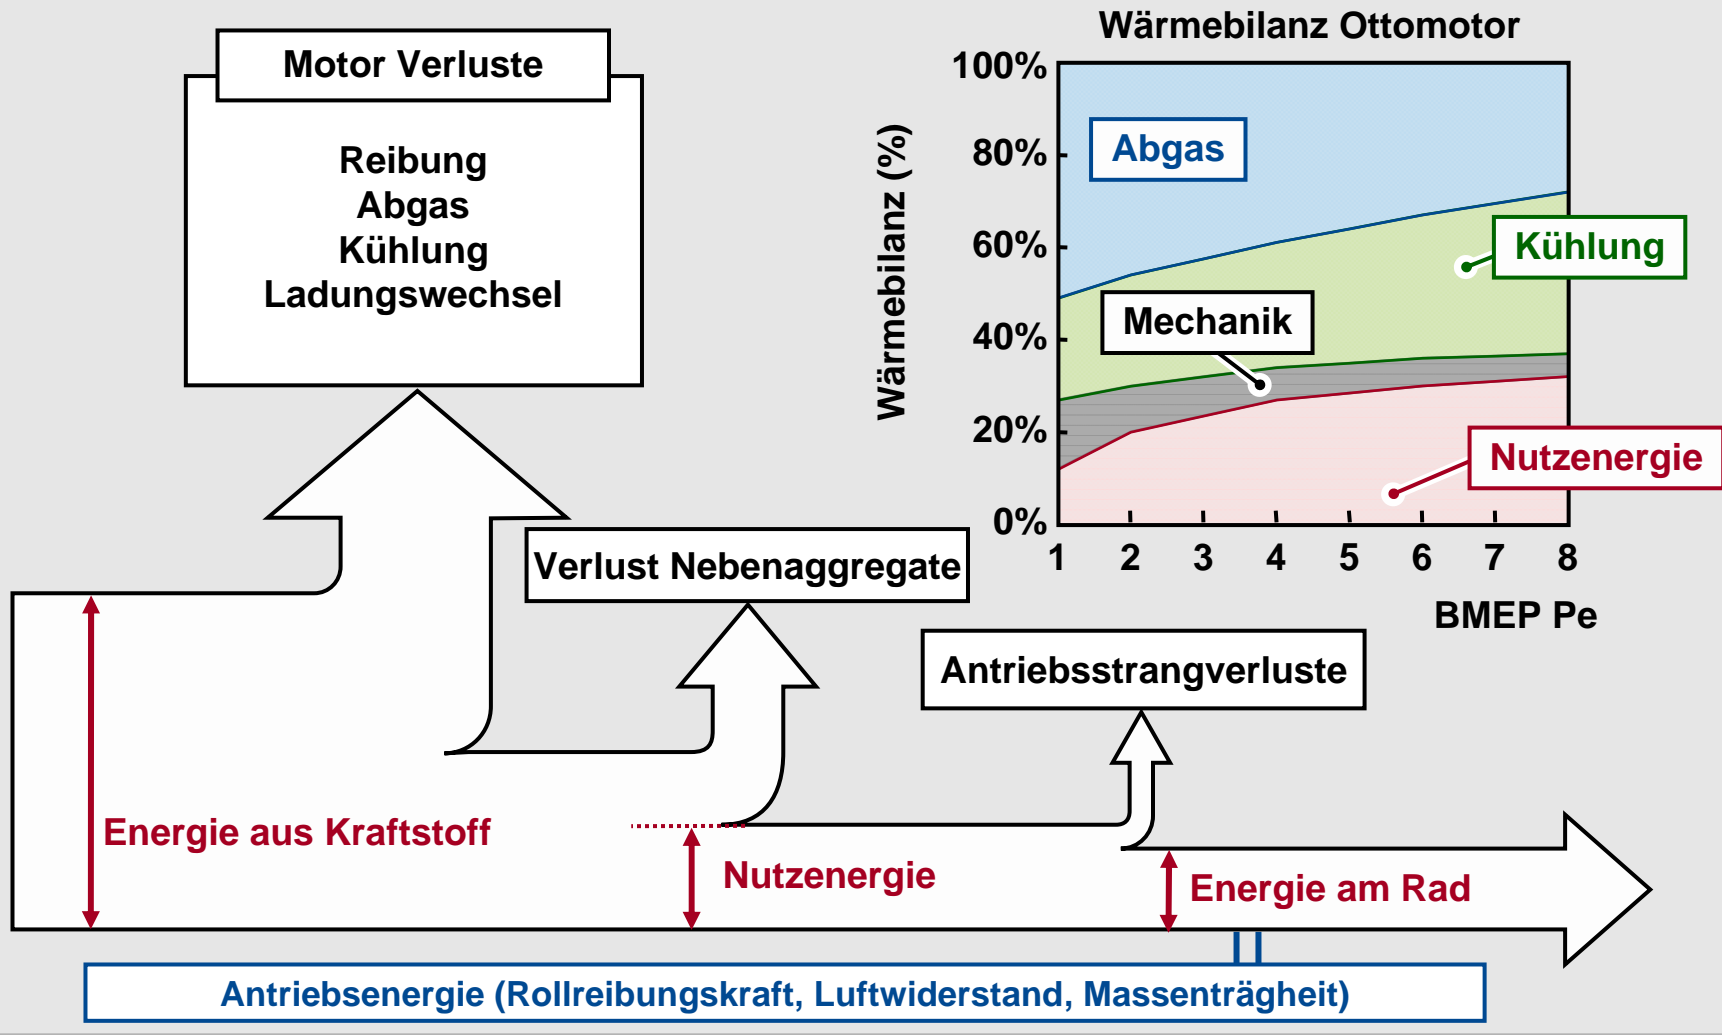 Motor Verluste
Reibung
Abgas
Kühlung
Ladungswechsel
Wärmebilanz Ottomotor
Wärmebilanz (%)
100%
80%
60%
40%
20%
0%
Abgas
Kühlung
Mechanik
Nutzenergie
1 2 3 4 5 6 7 8
BMEP Pe
Verlust Nebenaggregate
Antriebsstrangverluste
Energie aus Kraftstoff
Nutzenergie
Energie am Rad
Antriebsenergie (Rollreibungskraft, Luftwiderstand, Massenträgheit)